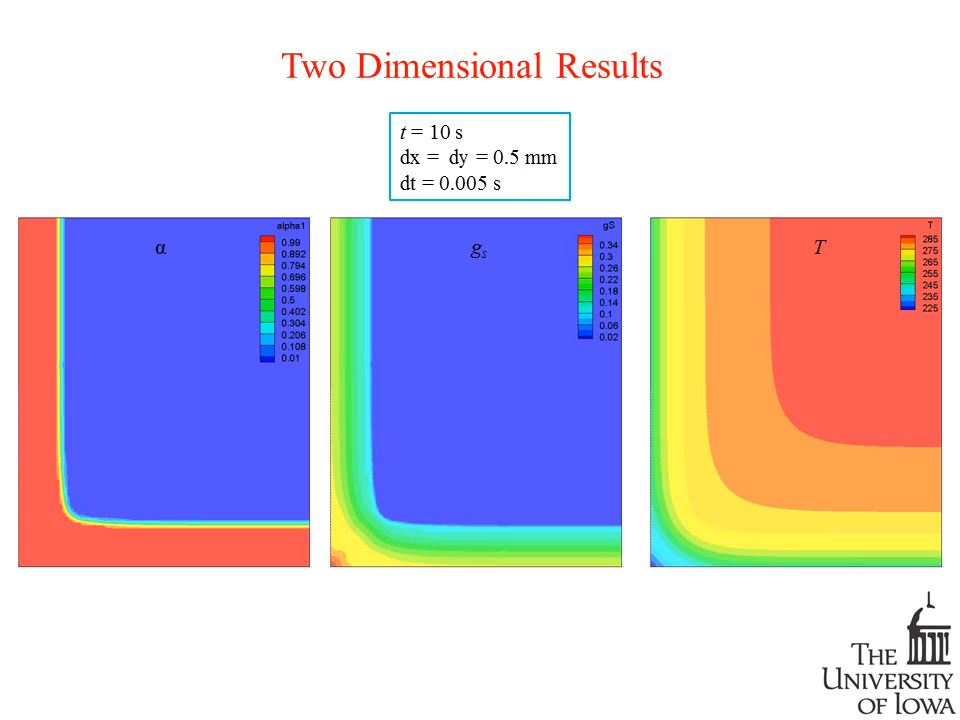 Two Dimensional Results
t = 10 s
dx = dy = 0.5 mm
dt = 0.005 s
α
alpha1
0.99
0.892
0.794
0.696
0.598
0.5
0.402
0.304
0.206
0.108
0.01
gs
gS
0.34
0.3
0.26
0.22
0.18
0.14
0.1
0.06
0.02
T
T
285
275
265
255
245
235
225
THE
UNIVERSITY
OF IOWA